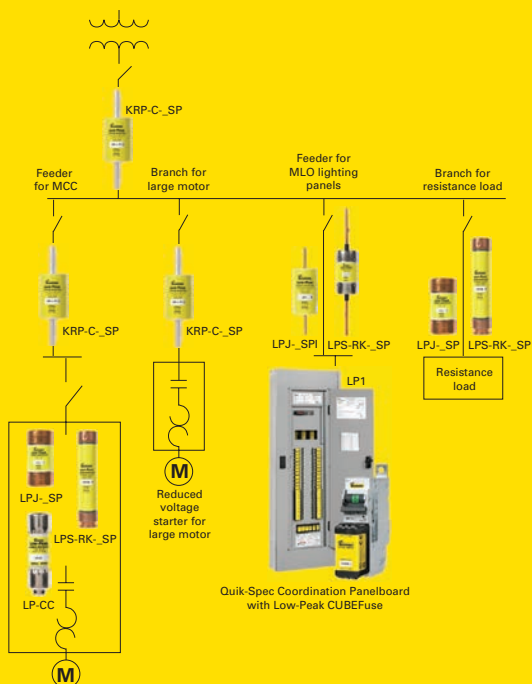 KRP-C-_SP
Feeder
for MCC
Branch for
large motor
Feeder for
MLO lighting
panels
Branch for
resistance load
KRP-C-_SP
KRP-C-_SP
LPJ-_SPI
LPS-RK-_SP
LPJ-_SP
LPS-RK-_SP
LP1
Resistance
load
M
Reduced
voltage
starter for
large motor
LPJ-_SP
LPS-RK-_SP
LP-CC
Quik-Spec Coordination Panelboard
with Low-Peak CUBEFuse
M